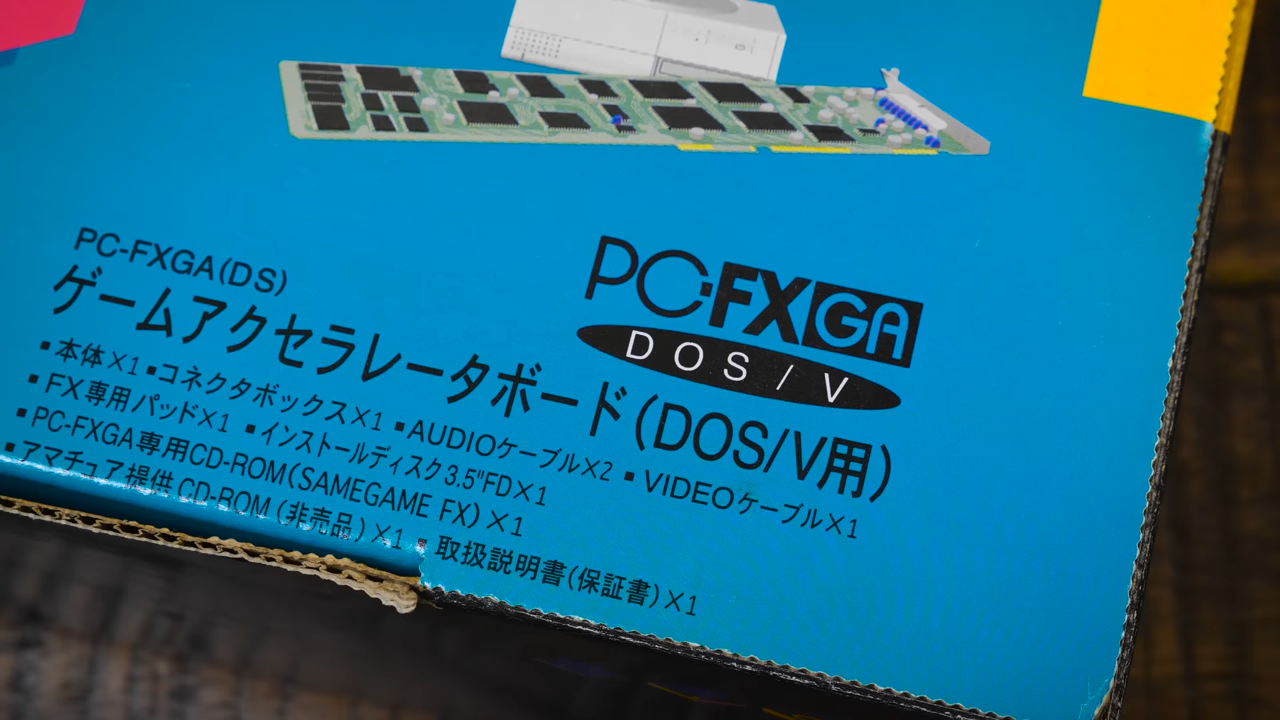 PC-FXGA
DOS/V
PC-FXGA(DS)
ゲームアクセラレータボード(DOS/V用)
▪本体×1▪コネクタボックス×1 ▪AUDIOケーブル×2 ▪VIDEOケーブル×1
▪FX専用パッド×1 ▪インストールディスク3.5"FD×1
▪PC-FXGA専用CD-ROM(SAMEGAME FX)×1
▪アマチュア提供CD-ROM(非売品)×1 ▪取扱説明書(保証書)×1